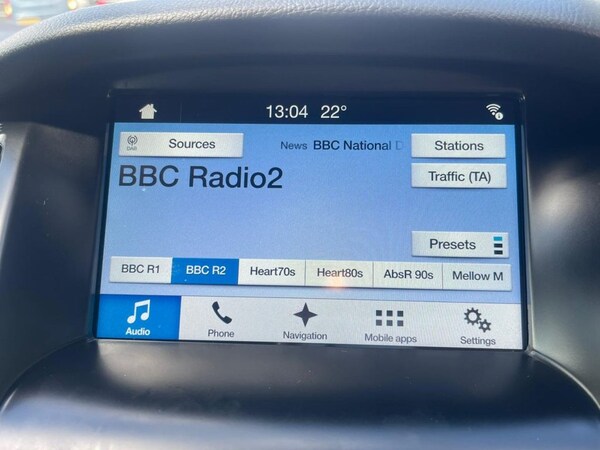 13:04 22°
DAB
Sources
News BBC National D
Stations
BBC Radio2
Traffic (TA)
Presets
BBC R1
BBC R2
Heart70s
Heart80s
AbsR 90s
Mellow M
Audio
Phone
Navigation
Mobile apps
Settings